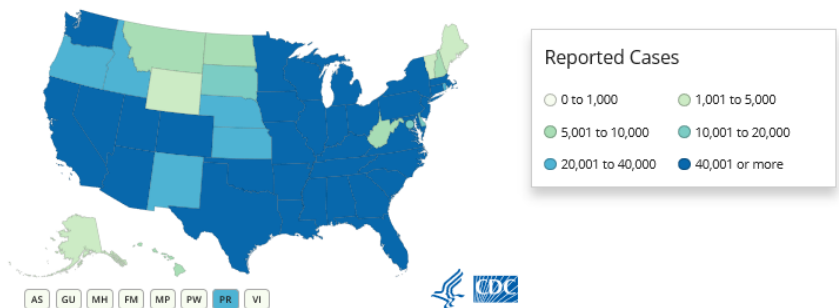 Reported Cases
0 to 1,000
1,001 to 5,000
5,001 to 10,000
10,001 to 20,000
20,001 to 40,000
40,001 or more
AS GU MH FM MP PW PR VI
CDC